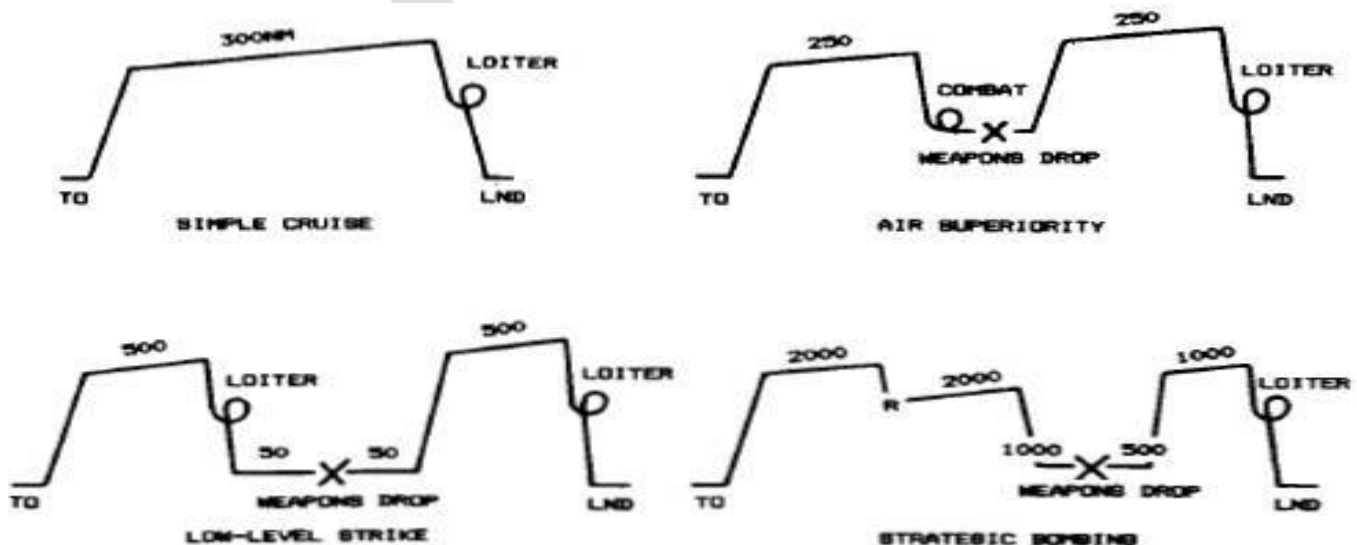 300NM
LOITER
TO
LND
SIMPLE CRUISE
250
250
COMBAT
LOITER
WEAPONS DROP
TO
LND
AIR SUPERIORITY
500
500
LOITER
LOITER
50
50
TO
WEAPONS DROP
LND
LOW-LEVEL STRIKE
2000
R
2000
1000
LOITER
1000
500
TO
WEAPONS DROP
LND
STRATEGIC BOMBING